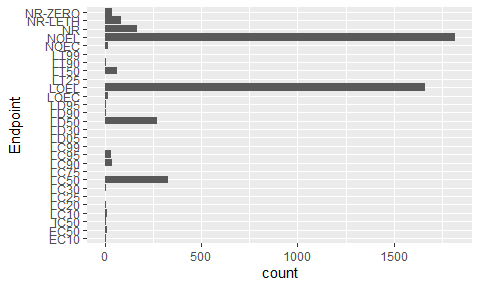 NR-ZERO
NR-LETH
NR
NOEL
NOEC
LT99
LT90
LT50
LT25
LOEL
LOEC
LD95
LD90
LD50
LD30
LD05
LC99
LC95
LC90
LC75
LC50
LC30
LC25
LC20
LC10
IC50
EC50
EC10
Endpoint
0
500
1000
1500
count